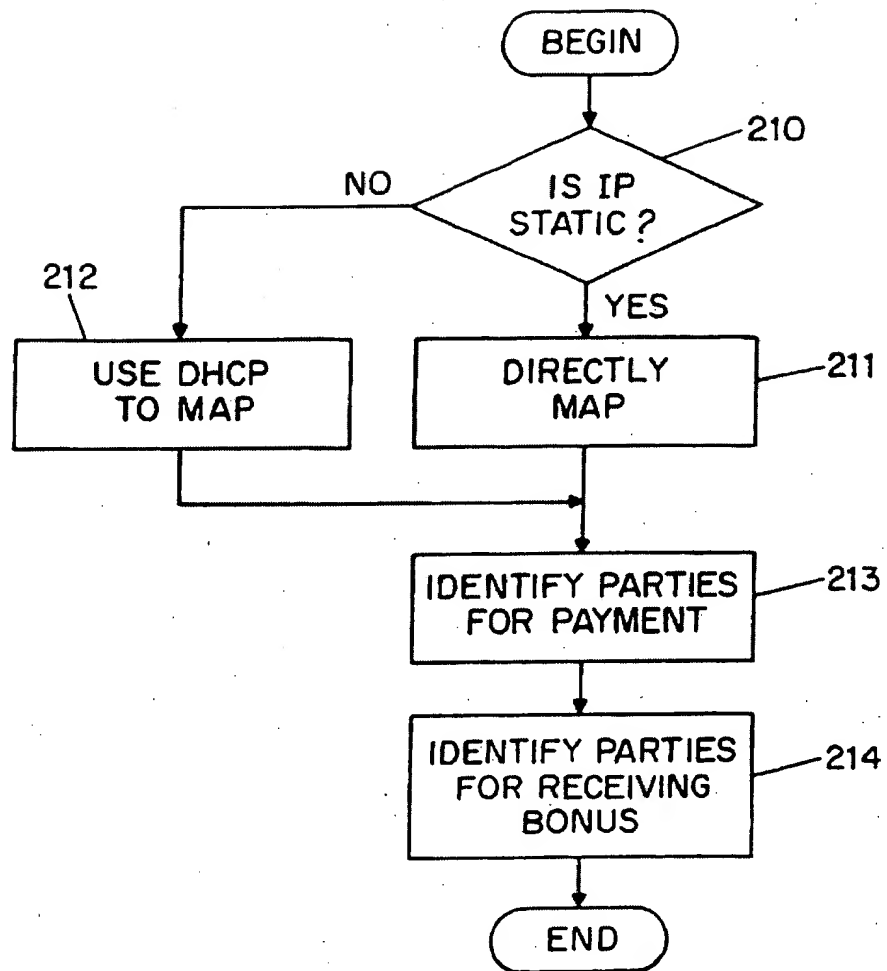 BEGIN
210
IS IP
STATIC?
NO
YES
212
USE DHCP
TO MAP
DIRECTLY
MAP
211
IDENTIFY PARTIES
FOR PAYMENT
213
IDENTIFY PARTIES
FOR RECEIVING
BONUS
214
END